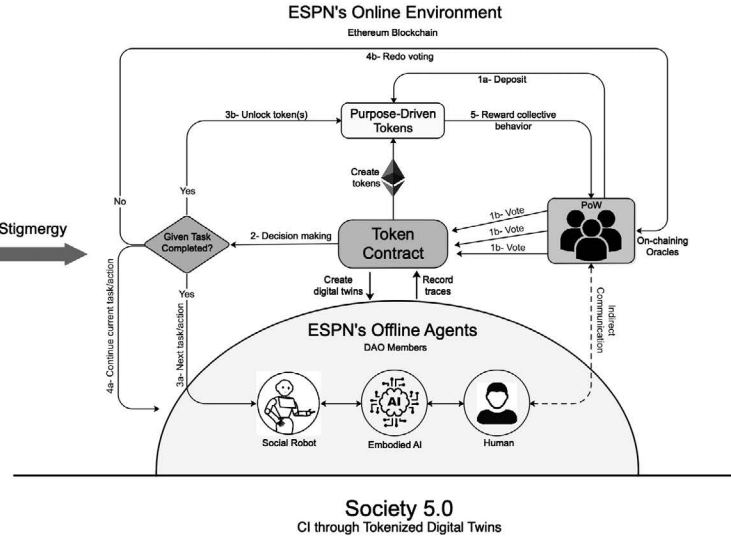 ESPN's Online Environment
Ethereum Blockchain
4b- Redo voting
1a- Deposit
3b- Unlock token(s)
Purpose-Driven
Tokens
5- Reward collective
behavior
Create
tokens
Yes
No
PoW
Stigmergy
Given Task
Completed?
2- Decision making
Token
Contract
1b- Vote
1b- Vote
1b- Vote
On-chaining
Oracles
Create
digital twins
Record
traces
Yes
4a- Continue current task/action
3a- Next task/action
Indirect
Communication
ESPN's Offline Agents
DAO Members
AI
Social Robot
Embodied AI
Human
Society 5.0
CI through Tokenized Digital Twins